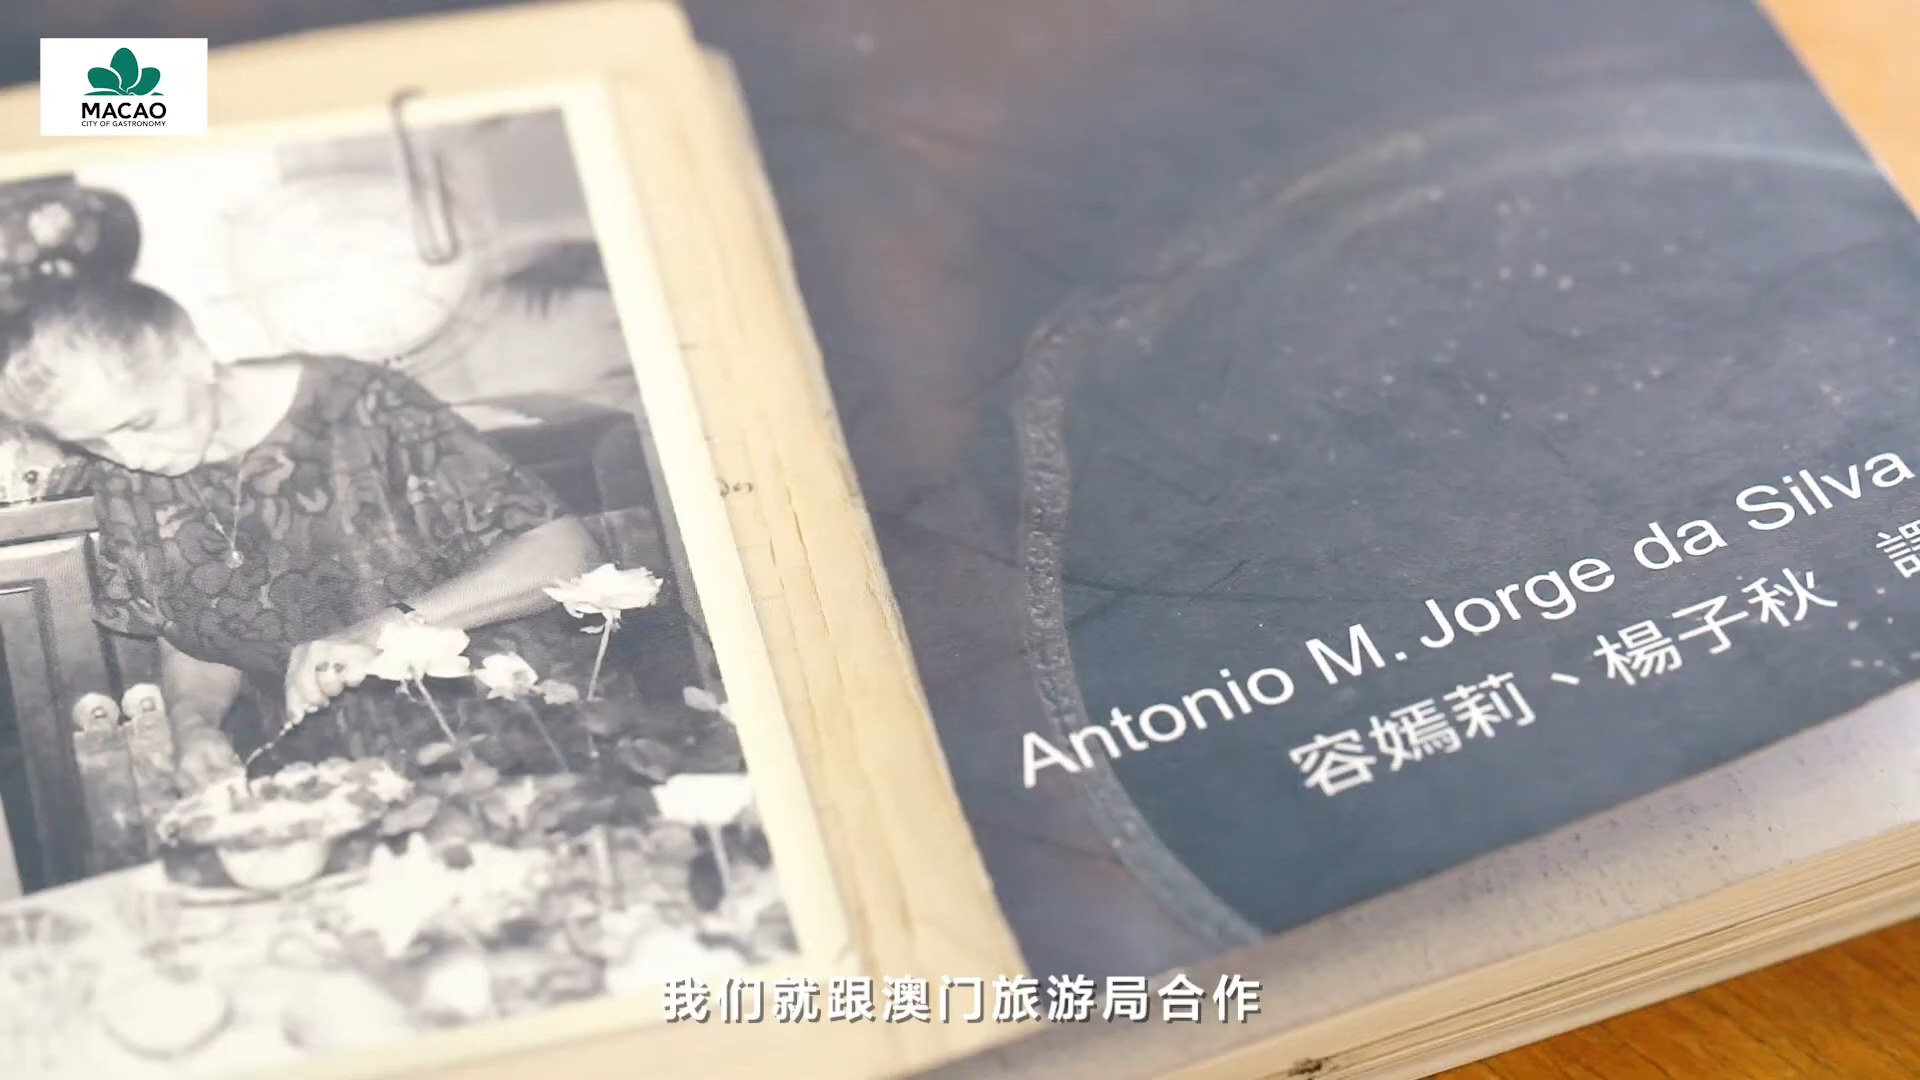 MACAO
CITY OF GASTRONOMY
Antonio M. Jorge da Silva
容嫣莉、楊子秋 譯
我们就跟澳门旅游局合作